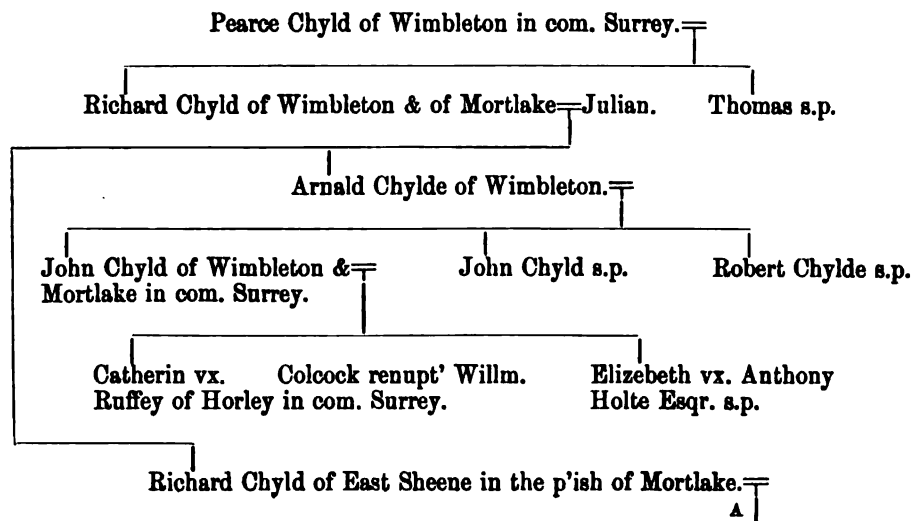 Pearce Chyld of Wimbleton in com. Surrey.
Richard Chyld of Wimbleton & of Mortlake Julian. Thomas s.p.
Arnald Chylde of Wimbleton.
John Chyld of Wimbleton & John Chyld s.p. Robert Chylde s.p.
Mortlake in com. Surrey.
Catherin vx. Colcock renupt' Willm. Elizebeth vx. Anthony
Ruffey of Horley in com. Surrey. Holte Esqr. s.p.
Richard Chyld of East Sheene in the p'ish of Mortlake.
A